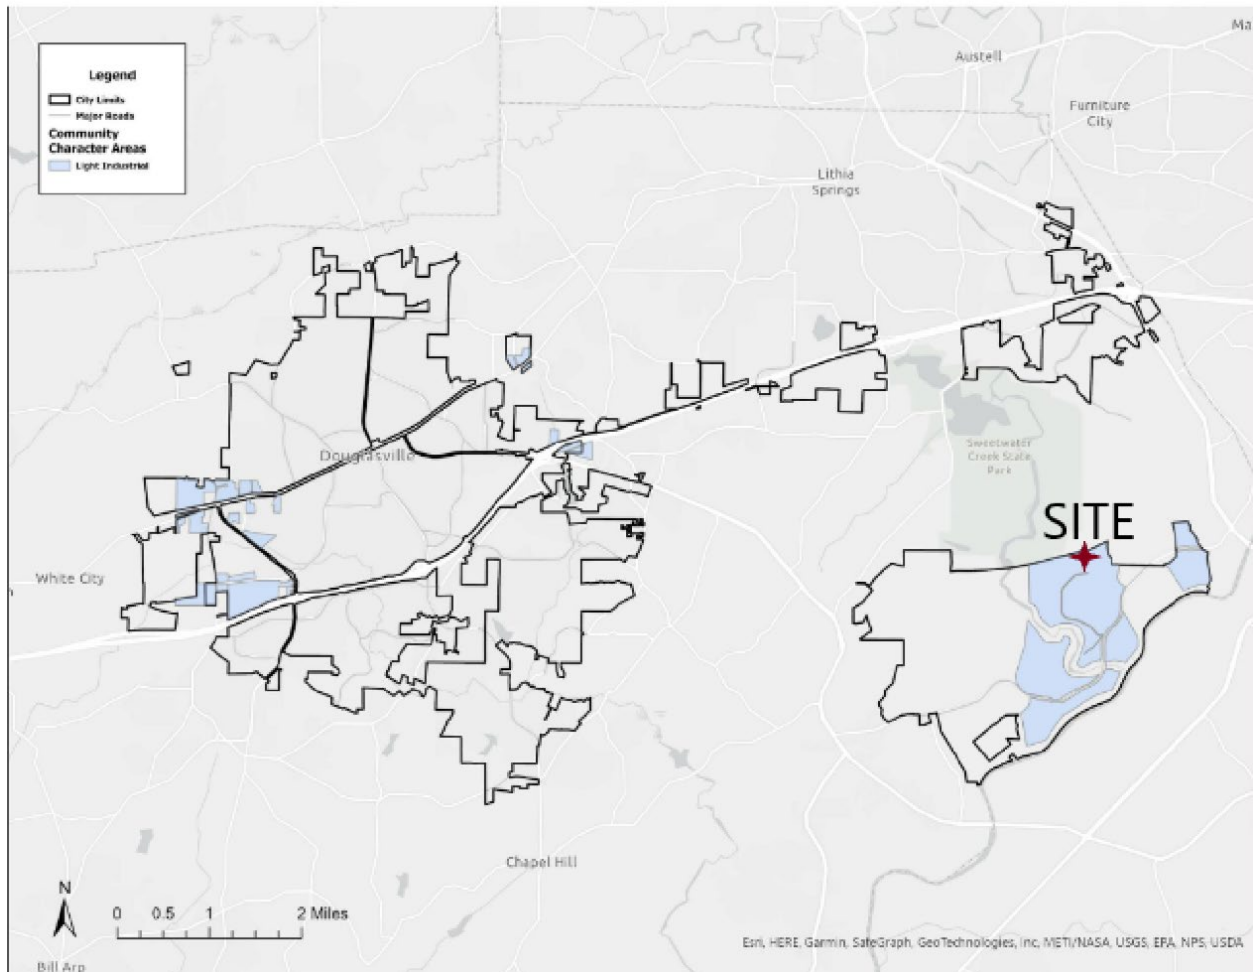 Ma
Austell
Legend
City Limits
Major Roads
Community
Character Areas
Light Industrial
Furniture
City
Lithia
Springs
Douglasville
Sweetwater
Creek State
Park
SITE
White City
n
Chapel Hill
N
0 0.5 1 2 Miles
Esri, HERE, Garmin, SafeGraph, GeoTechnologies, Inc, METI/NASA, USGS, EPA, NPS, USDA
Bill Arp